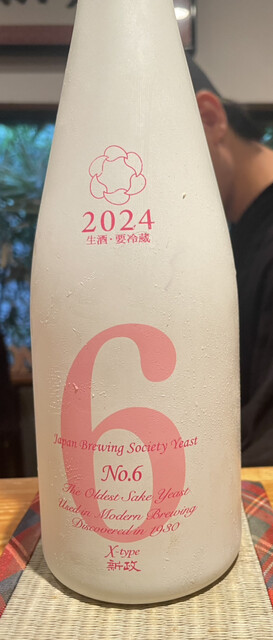 2024
生酒・要冷蔵
6
Japan Brewing Society Yeast
No.6
The Oldest Sake Yeast
Used in Modern Brewing
Discovered in 1930
X-type
新政